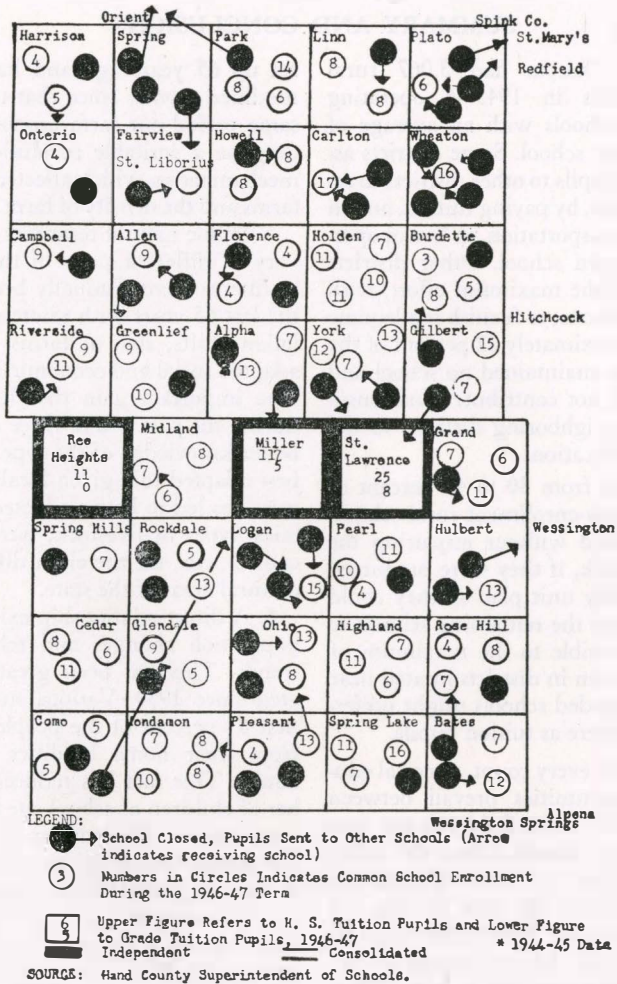 Orient
Spink Co.
Harrison
Spring
Park
Linn
Plato
St. Mary's
Redfield
4
14
8
8
6
6
5
8
Onterio
Fairview
Howell
Carlton
Wheaton
4
St. Liborius
8
16
8
17
Campbell
Allen
Florence
Holden
Burdette
9
9
4
11
7
3
4
11
10
8
5
Hitchcock
Riverside
Greenlief
Alpha
York
Gilbert
9
9
7
12
13
15
11
13
7
7
10
Ree
Heights
11
Midland
8
7
6
Miller
117
5
St.
Lawrence
25
8
Grand
7
6
11
Spring Hills
Rockdale
Logan
Pearl
Hulbert
Wessington
5
11
10
7
13
15
4
13
Cedar
Glendale
Ohio
Highland
Rose Hill
8
6
9
13
7
4
8
11
5
8
11
6
7
Como
Ondamon
Pleasant
Spring Lake
Bates
5
7
8
4
13
11
16
7
5
10
8
7
12
Alpena
Wessington Springs
LEGEND:
School Closed, Pupils Sent to Other Schools (Arrow
indicates receiving school)
3 Numbers in Circles Indicates Common School Enrollment
During the 1946-47 Term
6
5
Upper Figure Refers to H. S. Tuition Pupils and Lower Figure
to Grade Tuition Pupils, 1946-47
* 1944-45 Data
Independent
Consolidated
SOURCE: Hand County Superintendent of Schools.